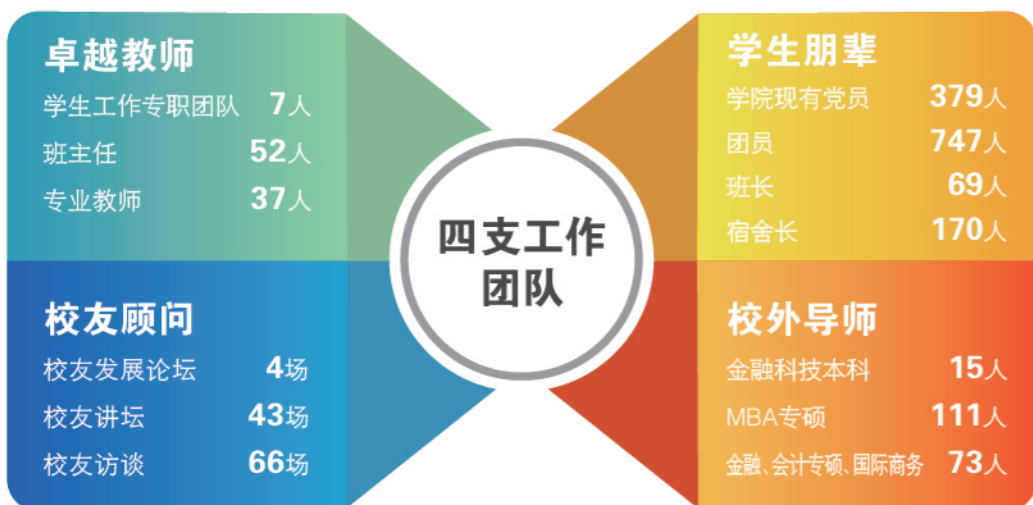 卓越教师
学生工作专职团队 7人
班主任 52人
专业教师 37人
学生朋辈
学院现有党员 379人
团员 747人
班长 69人
宿舍长 170人
四支工作
团队
校友顾问
校友发展论坛 4场
校友讲坛 43场
校友访谈 66场
校外导师
金融科技本科 15人
MBA专硕 111人
金融、会计专硕、国际商务 73人